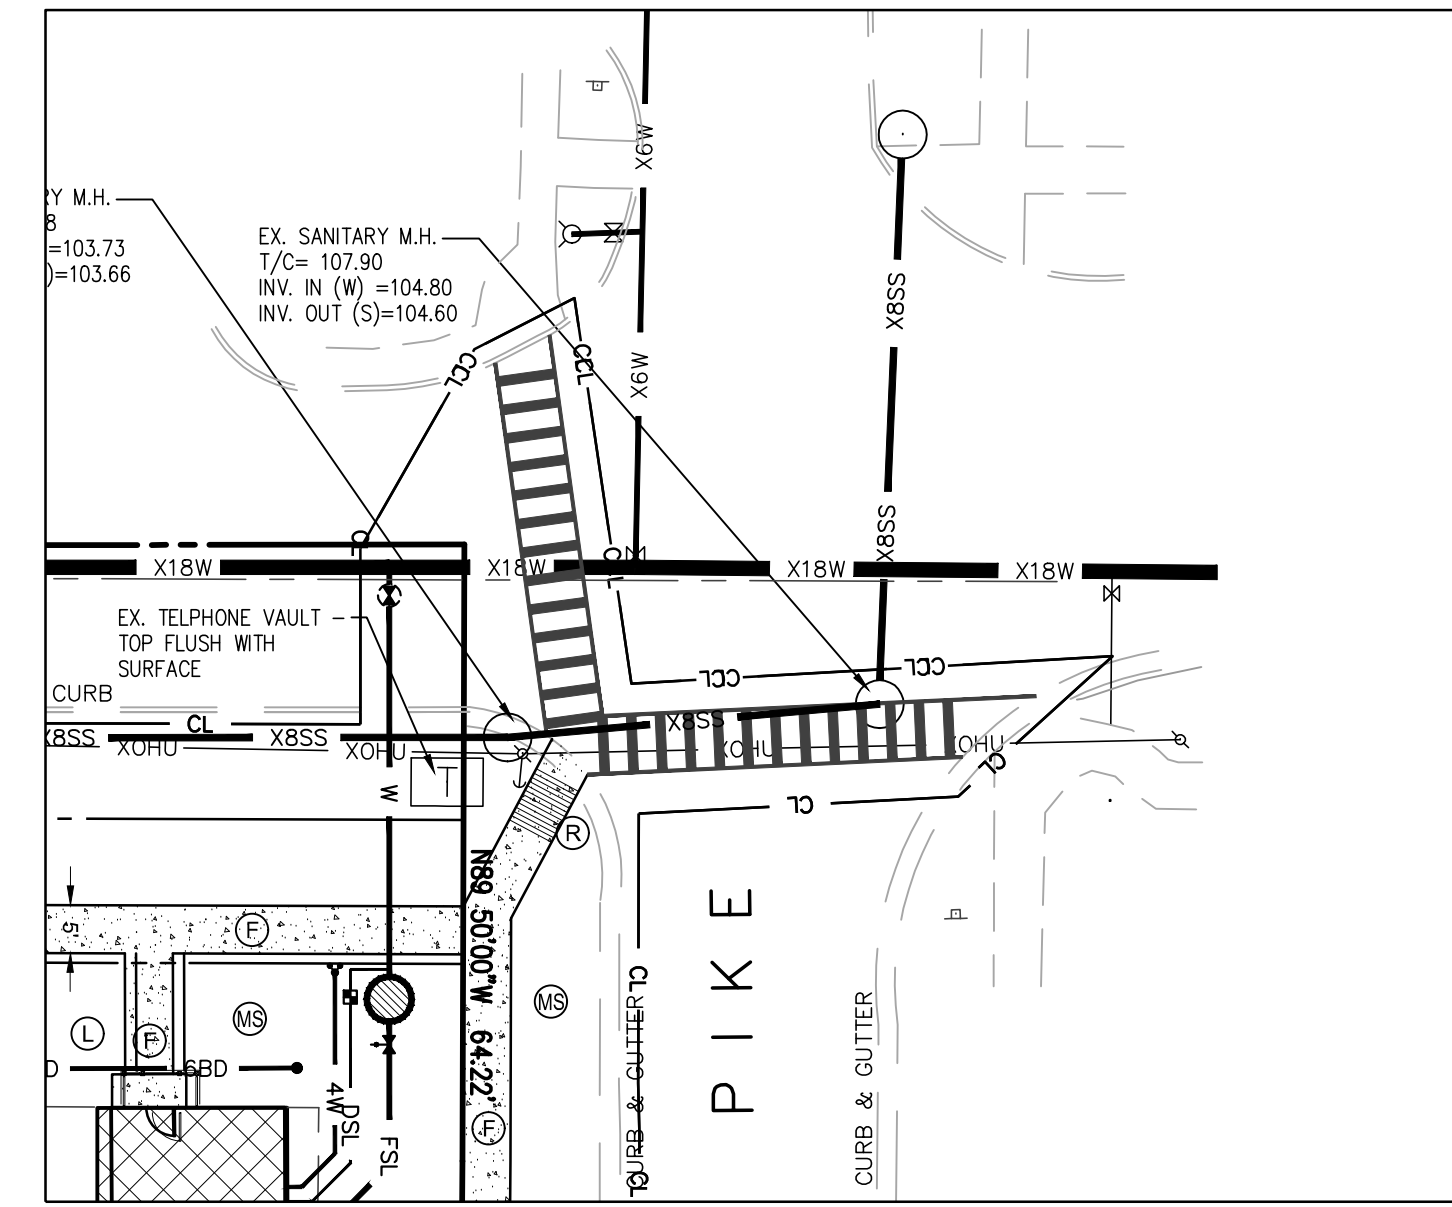 RY M.H.
8
=103.73
)=103.66
EX. SANITARY M.H.
T/C= 107.90
INV. IN (W) =104.80
INV. OUT (S)=104.60
X6W
X6W
X8SS
X8SS
CCL
CCL
CL
CL
X18W
X18W
X18W
X18W
EX. TELPHONE VAULT
TOP FLUSH WITH
SURFACE
CURB
CCL
CCL
CL
X8SS
X8SS
X8SS
XOHU
XOHU
XOHU
XOHU
T
W
CL
CL
R
N89 50'00"W 64.22'
5'
F
MS
MS
L
F
F
6BD
D
4W
DSL
FSL
CL
CL
CURB & GUTTER
PIKE
CURB & GUTTER